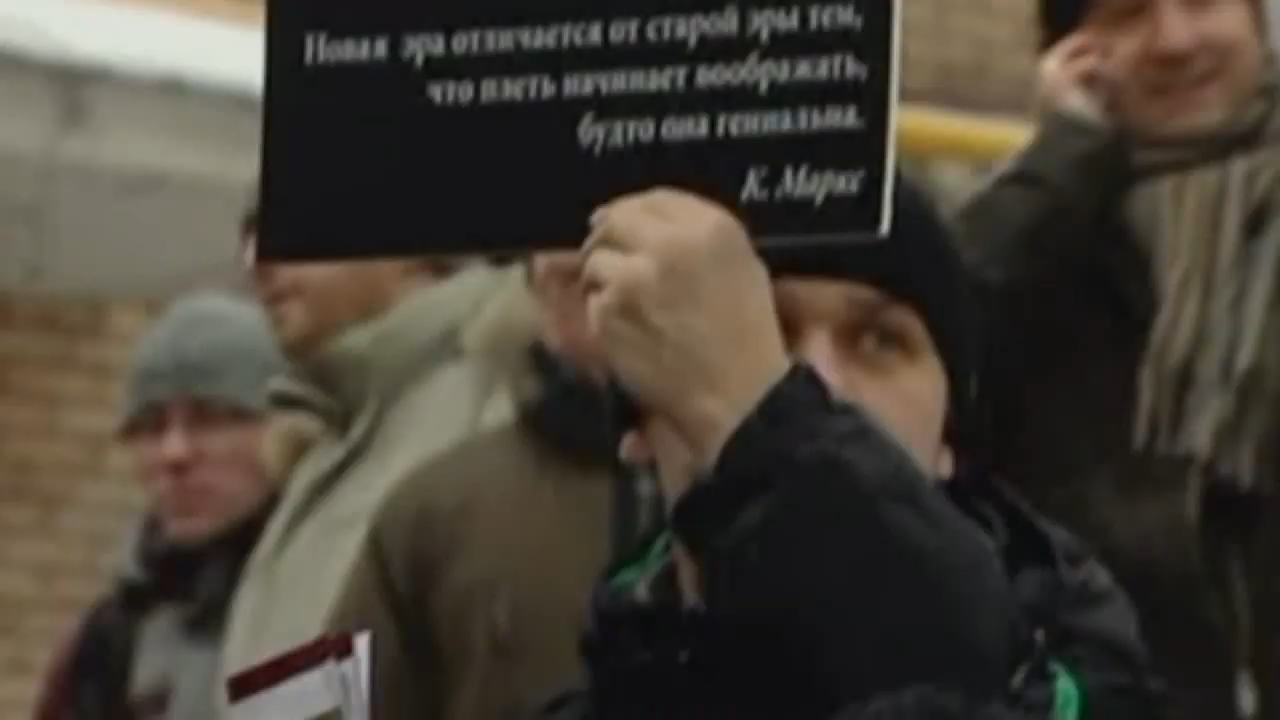 Новая эра отличается от старой эры тем,
что плеть начинает воображать,
будто она гениальна.
К. Маркс